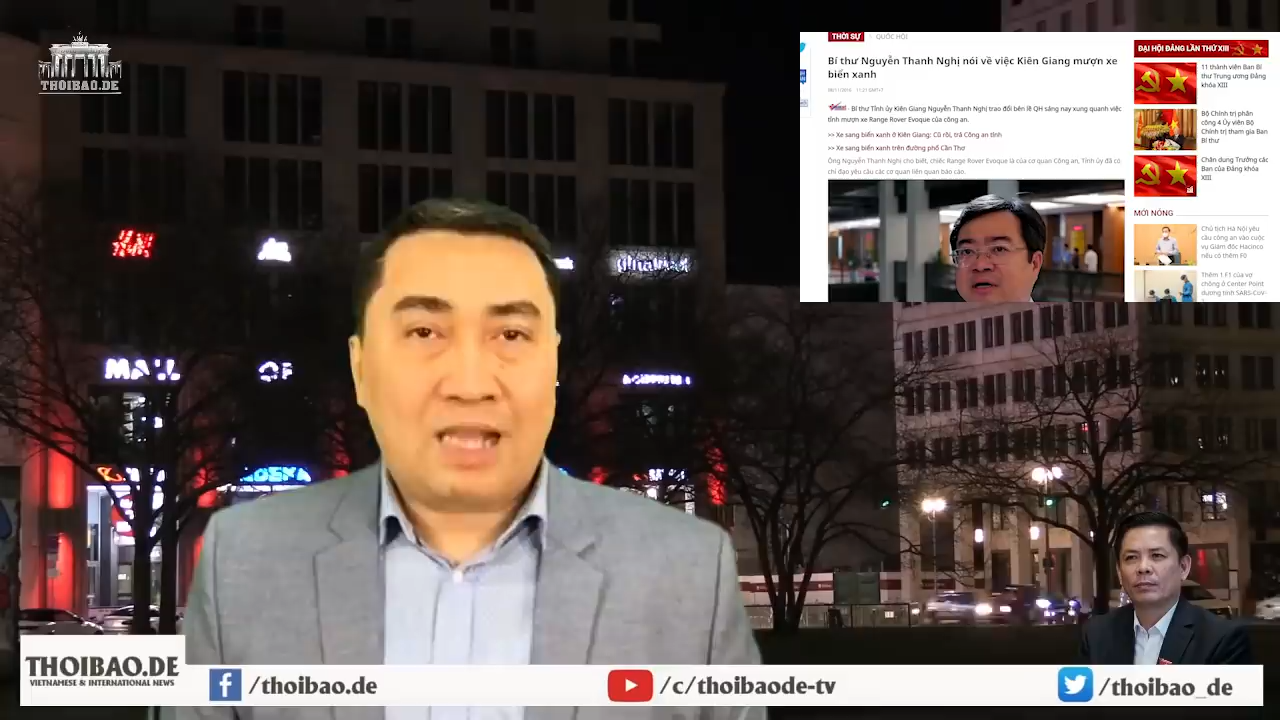 THOIBAO.DE
THỜI SỰ
QUỐC HỘI
Bí thư Nguyễn Thanh Nghị nói về việc Kiên Giang mượn xe
biển xanh
Bí thư Tỉnh ủy Kiên Giang Nguyễn Thanh Nghị trao đổi bên lề QH sáng nay xung quanh việc
tỉnh mượn xe Range Rover Evoque của công an.
>> Xe sang biển xanh ở Kiên Giang: Cũ rồi, trả Công an tỉnh
>> Xe sang biển xanh trên đường phố Cần Thơ
Ông Nguyễn Thanh Nghị cho biết, chiếc Range Rover Evoque là của cơ quan Công an, Tỉnh ủy đã có
chỉ đạo yêu cầu các cơ quan liên quan báo cáo.
ĐẠI HỘI ĐẢNG LẦN THỨ XIII
11 thành viên Ban Bí
thư Trung ương Đảng
khóa XIII
Bộ Chính trị phân
công 4 Ủy viên Bộ
Chính trị tham gia Ban
Bí thư
Chân dung Trưởng các
Ban của Đảng khóa
XIII
MỚI NÓNG
Chủ tịch Hà Nội yêu
cầu công an vào cuộc
vụ Giám đốc Hacinco
nếu có thêm F0
Thêm 1 F1 của vợ
chồng ở Center Point
dương tính SARS-CoV-
MALL OF
THOIBAO.DE
VIETNAMESE & INTERNATIONAL NEWS
/thoibao.de
/c/thoibaode-tv
/thoibao_de